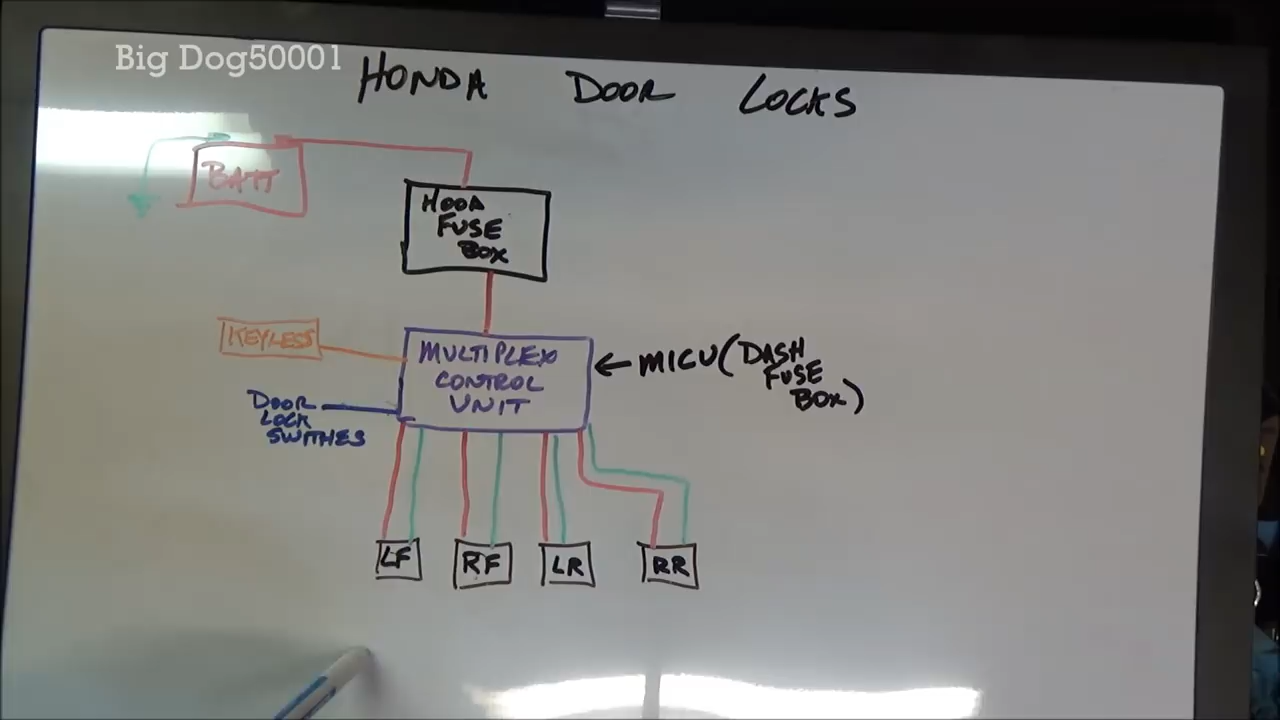 Big Dog50001
HONDA DOOR LOCKS
BATT
HOOD
FUSE
BOX
KEYLESS
MULTIPLEX
CONTROL
UNIT
← MICU (DASH
FUSE
BOX)
DOOR
LOCK
SWITHES
LF RF LR RR